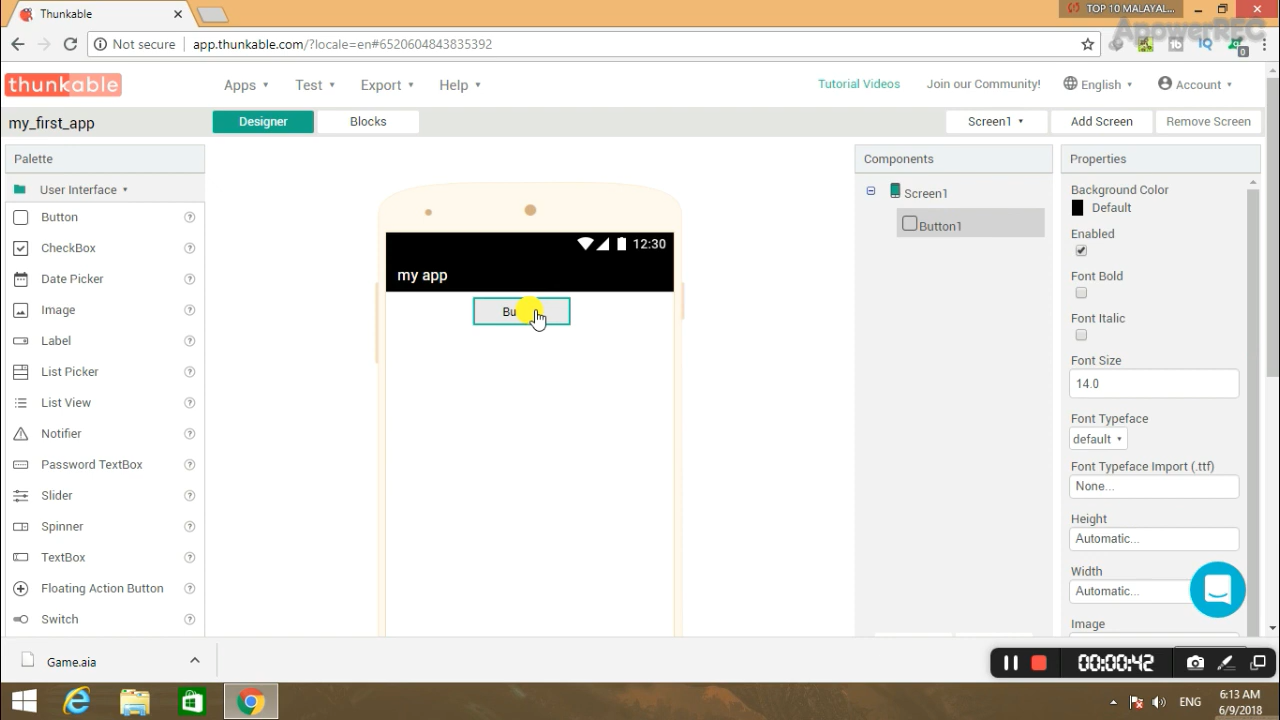 Thunkable
TOP 10 MALAYAL...
Not secure
app.thunkable.com/?locale=en#6520604843835392
ApowerREC
IQ
0
thunkable
Apps
Test
Export
Help
Tutorial Videos
Join our Community!
English
Account
my_first_app
Designer
Blocks
Screen1
Add Screen
Remove Screen
Palette
User Interface
Button
CheckBox
Date Picker
Image
Label
List Picker
List View
Notifier
Password TextBox
Slider
Spinner
TextBox
Floating Action Button
Switch
12:30
my app
Components
Screen1
Button1
Properties
Background Color
Default
Enabled
Font Bold
Font Italic
Font Size
14.0
Font Typeface
default
Font Typeface Import (.ttf)
None...
Height
Automatic...
Width
Automatic...
Image
Game.aia
00:00:42
ENG
6:13 AM
6/9/2018